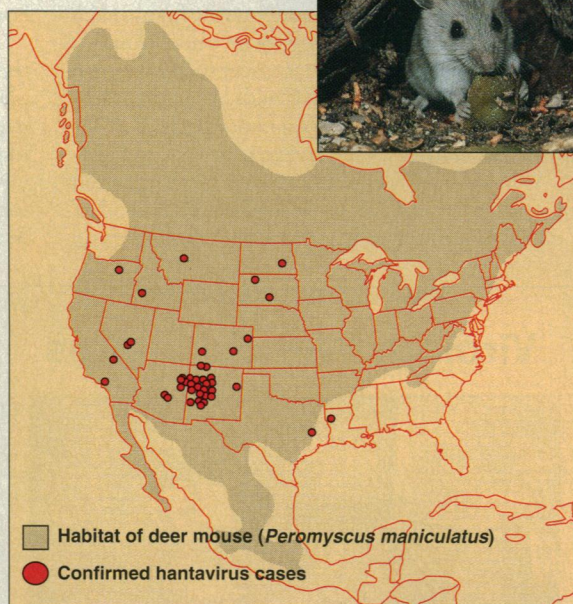 Habitat of deer mouse (Peromyscus maniculatus)
Confirmed hantavirus cases